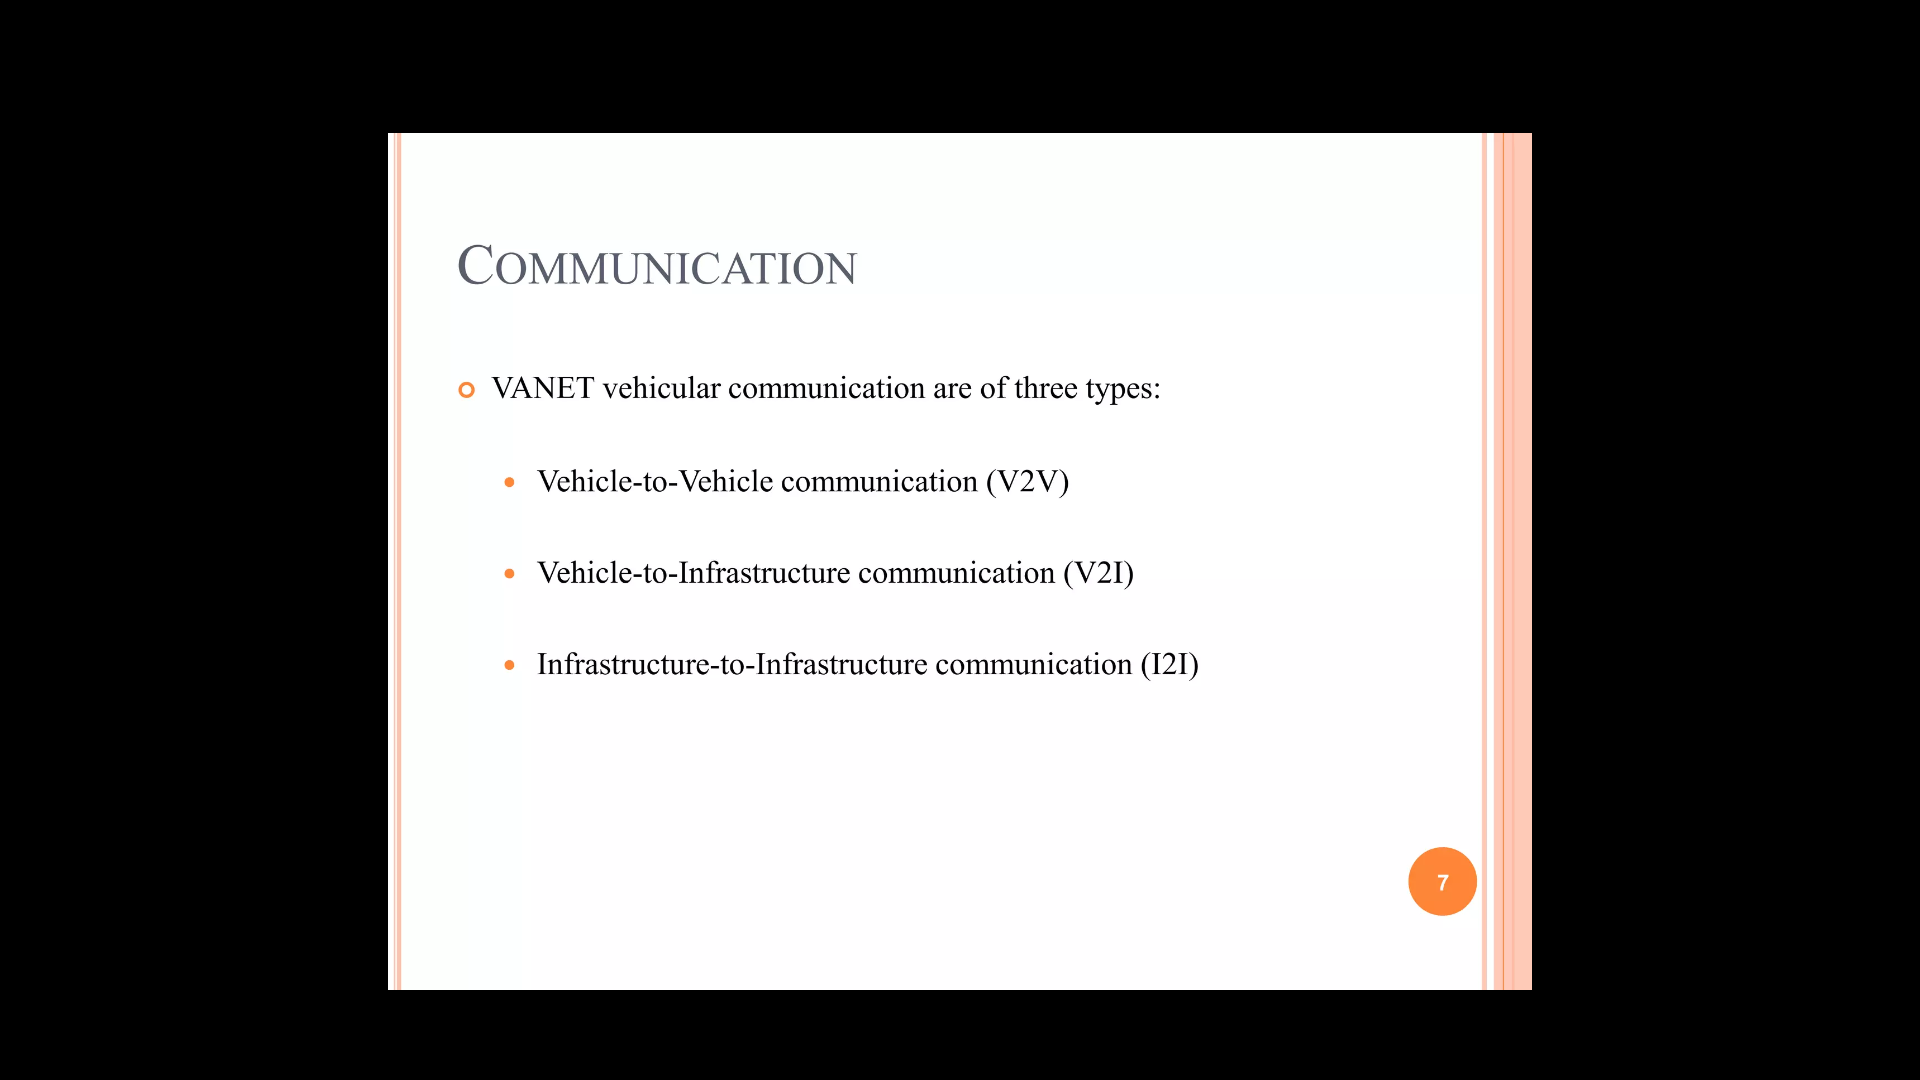 COMMUNICATION
VANET vehicular communication are of three types:
Vehicle-to-Vehicle communication (V2V)
Vehicle-to-Infrastructure communication (V2I)
Infrastructure-to-Infrastructure communication (I2I)
7